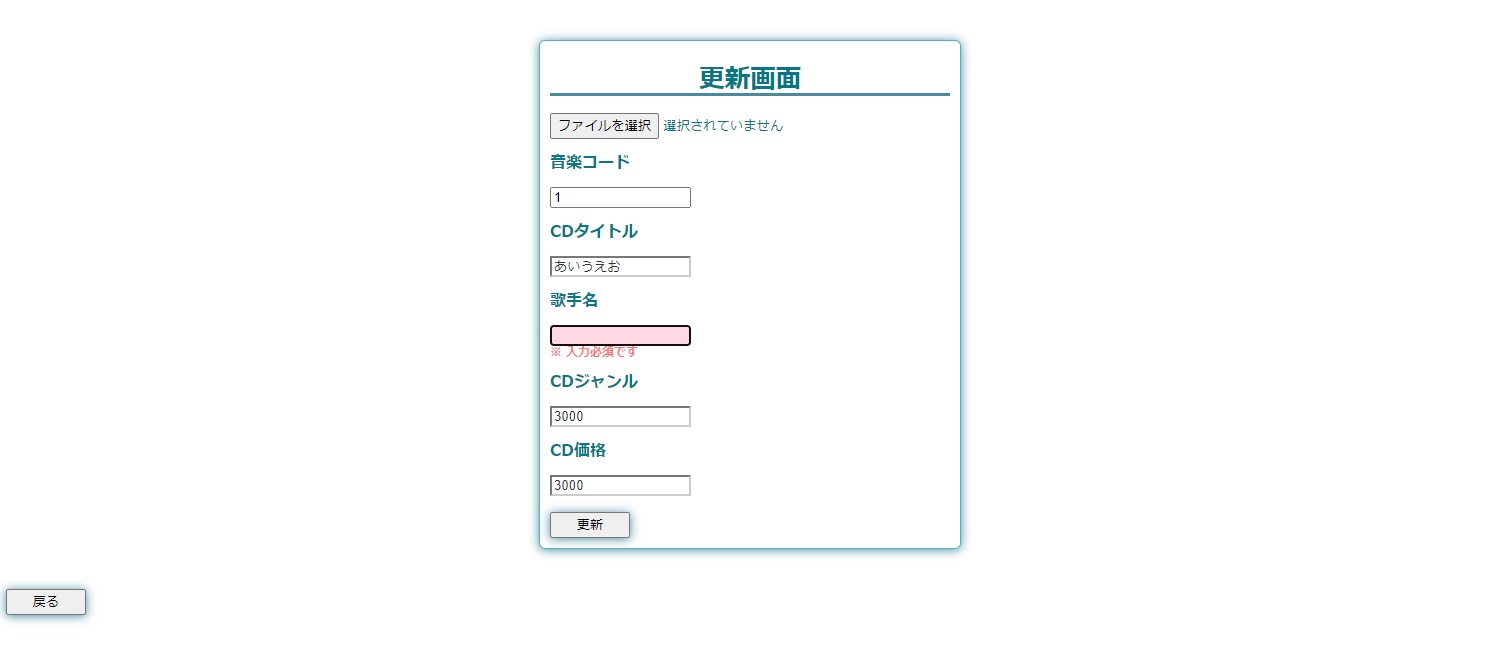 更新画面
ファイルを選択 選択されていません
音楽コード
1
CDタイトル
あいうえお
歌手名
※ 入力必須です
CDジャンル
3000
CD価格
3000
更新
戻る